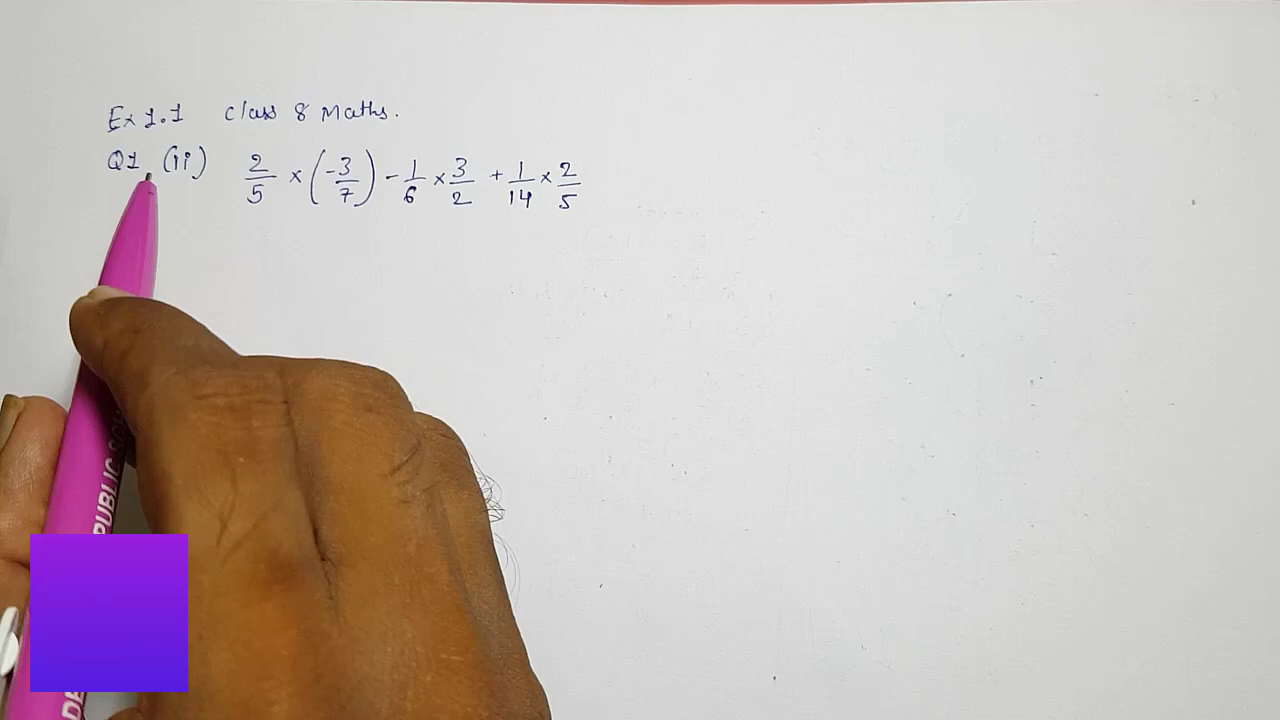 Ex 1.1 Class 8 Maths.
Q1 (ii) 2/5 × (-3/7) - 1/6 × 3/2 + 1/14 × 2/5
PUBLIC